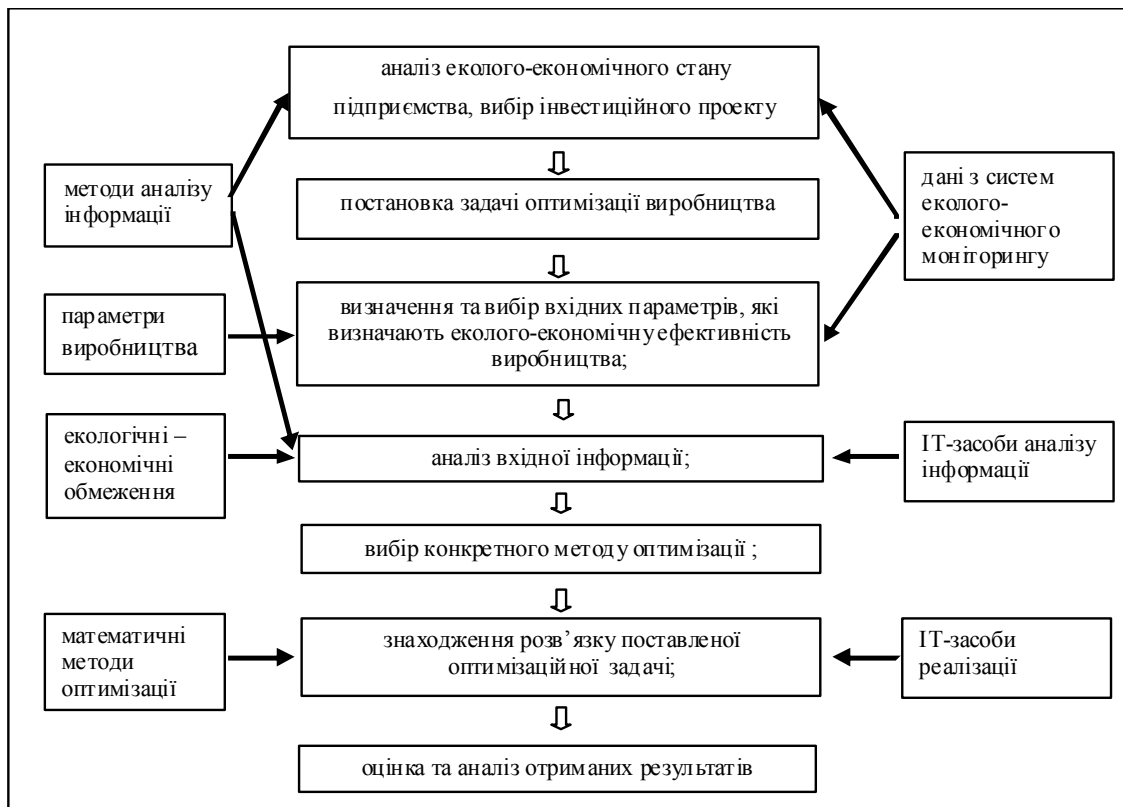 аналіз еколого-економічного стану
підприємства, вибір інвестиційного проекту
методи аналізу
інформації
дані з систем
еколого-
економічного
моніторингу
постановка задачі оптимізації виробництва
параметри
виробництва
визначення та вибір вхідних параметрів, які
визначають еколого-економічну ефективність
виробництва;
екологічні –
економічні
обмеження
аналіз вхідної інформації;
ІТ-засоби аналізу
інформації
вибір конкретного методу оптимізації ;
математичні
методи
оптимізації
знаходження розв’язку поставленої
оптимізаційної задачі;
ІТ-засоби
реалізації
оцінка та аналіз отриманих результатів